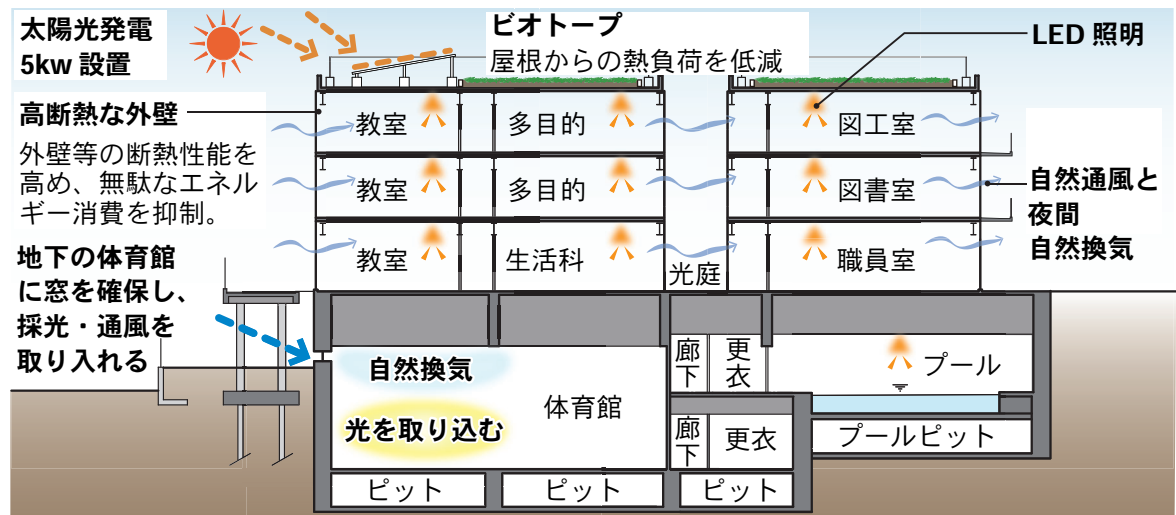 太陽光発電
5kw 設置
ビオトープ
屋根からの熱負荷を低減
LED 照明
高断熱な外壁
外壁等の断熱性能を
高め、無駄なエネル
ギー消費を抑制。
教室
多目的
図工室
教室
多目的
図書室
自然通風と
夜間
自然換気
教室
生活科
光庭
職員室
地下の体育館
に窓を確保し、
採光・通風を
取り入れる
自然換気
光を取り込む
体育館
廊下
更衣
プール
廊下
更衣
プールピット
ピット
ピット
ピット